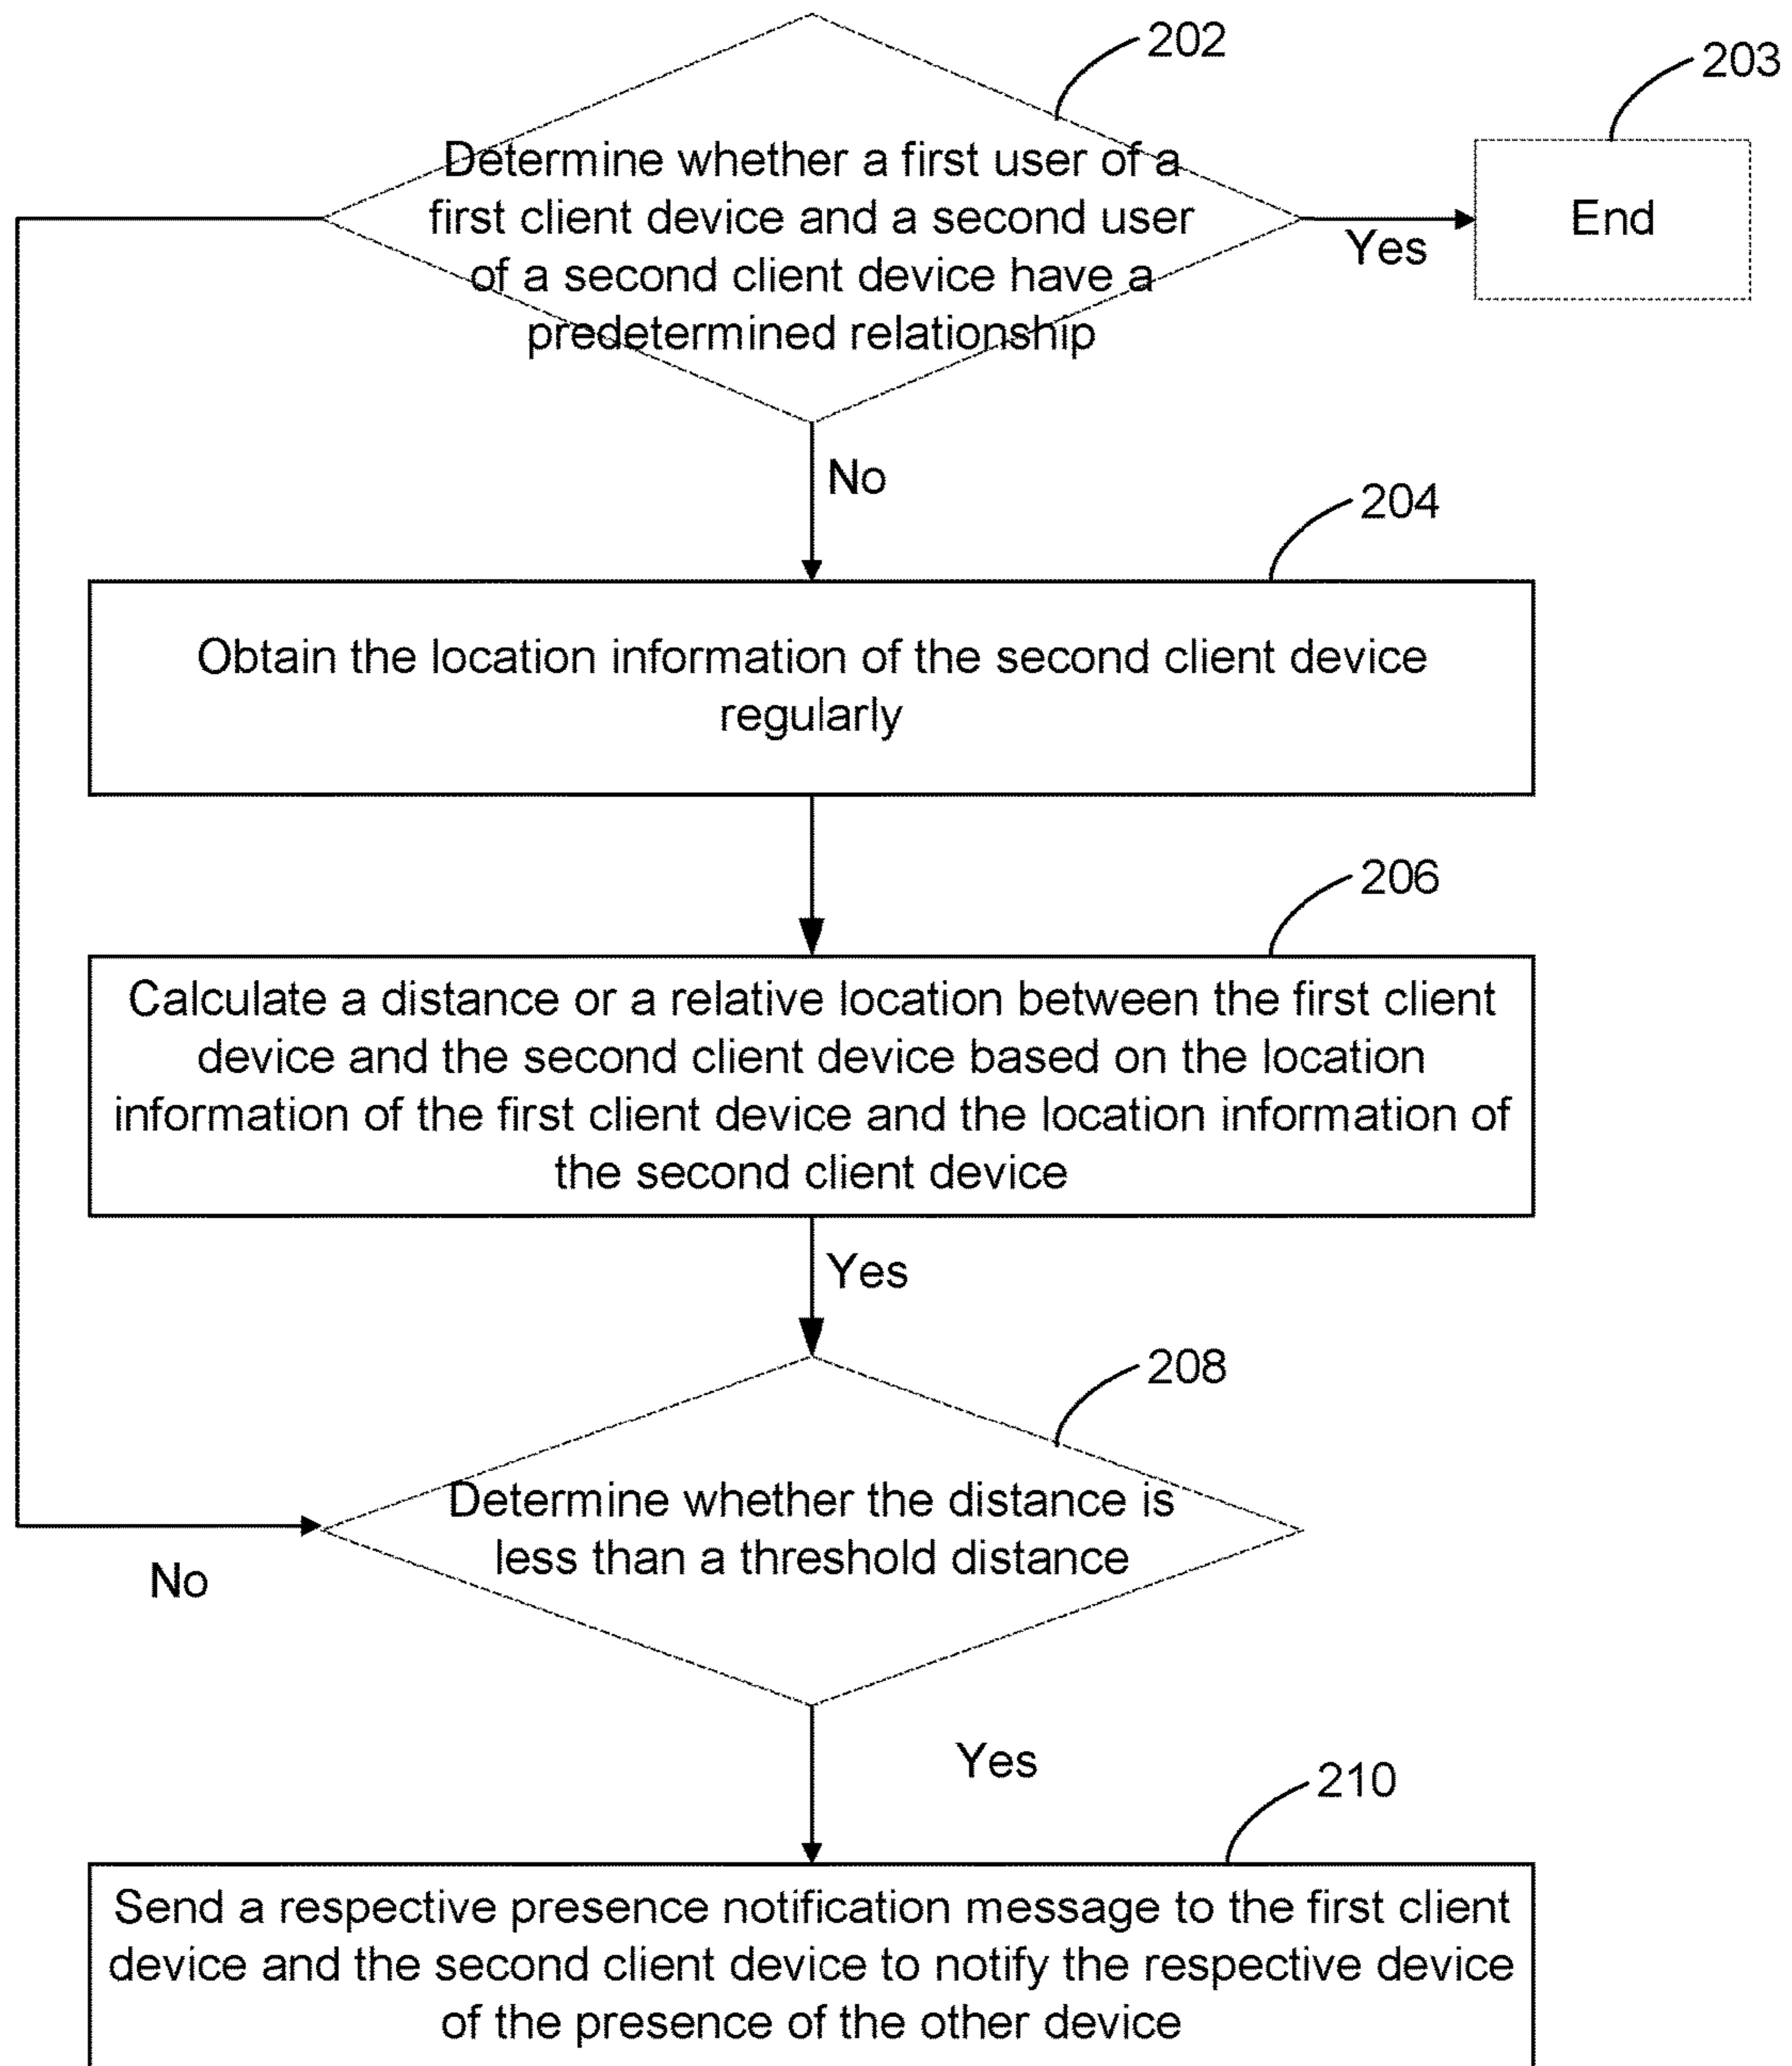 202
203
Determine whether a first user of a
first client device and a second user
of a second client device have a
predetermined relationship
Yes
End
No
204
Obtain the location information of the second client device
regularly
206
Calculate a distance or a relative location between the first client
device and the second client device based on the location
information of the first client device and the location information of
the second client device
Yes
208
Determine whether the distance is
less than a threshold distance
No
Yes
210
Send a respective presence notification message to the first client
device and the second client device to notify the respective device
of the presence of the other device